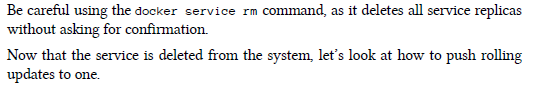 Be careful using the docker service rm command, as it deletes all service replicas
without asking for confirmation.
Now that the service is deleted from the system, let’s look at how to push rolling
updates to one.